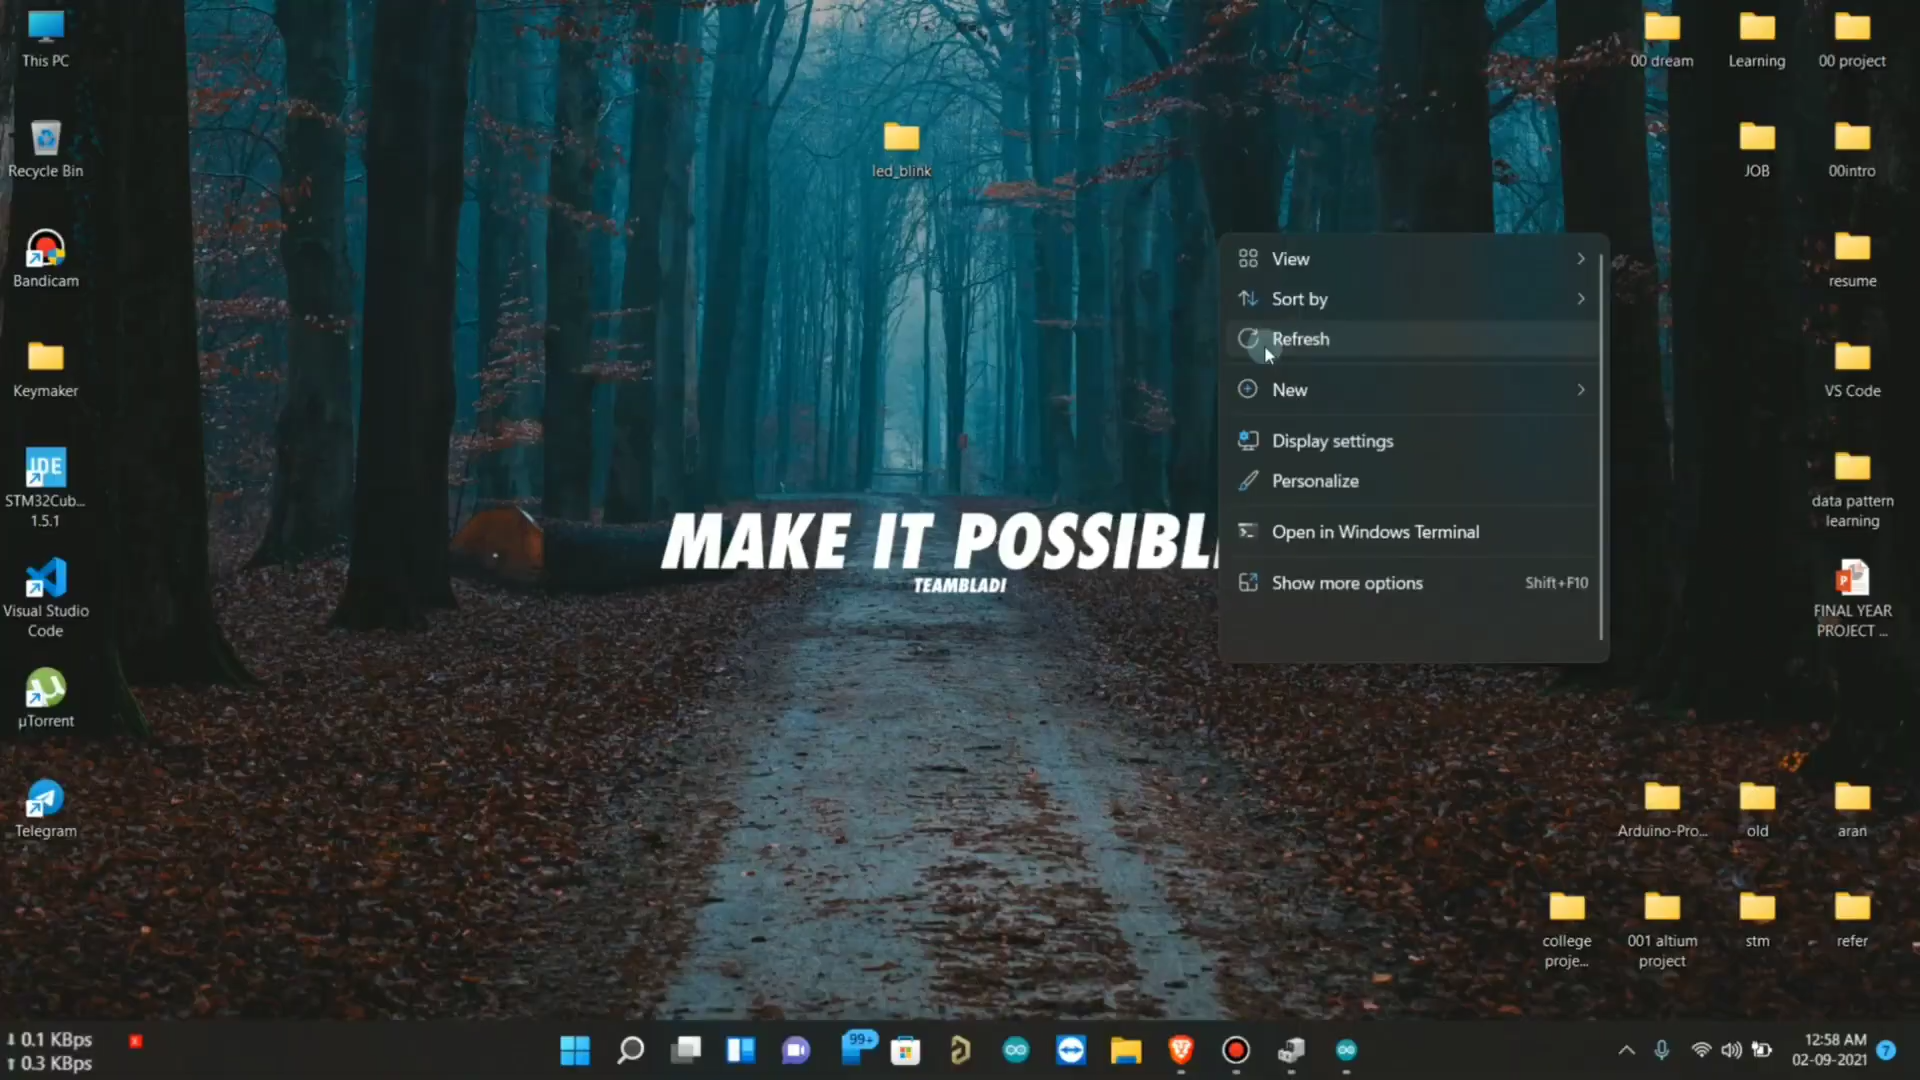 This PC
Recycle Bin
Bandicam
Keymaker
IDE
STM32Cub...
1.5.1
Visual Studio
Code
µTorrent
Telegram
led_blink
MAKE IT POSSIBL
TEAMBLADI
View
Sort by
Refresh
New
Display settings
Personalize
Open in Windows Terminal
Show more options Shift+F10
00 dream
Learning
00 project
JOB
00intro
resume
VS Code
data pattern
learning
P
FINAL YEAR
PROJECT ...
Arduino-Pro...
old
aran
college
proje...
001 altium
project
stm
refer
0.1 KBps
0.3 KBps
99+
12:58 AM
02-09-2021
7